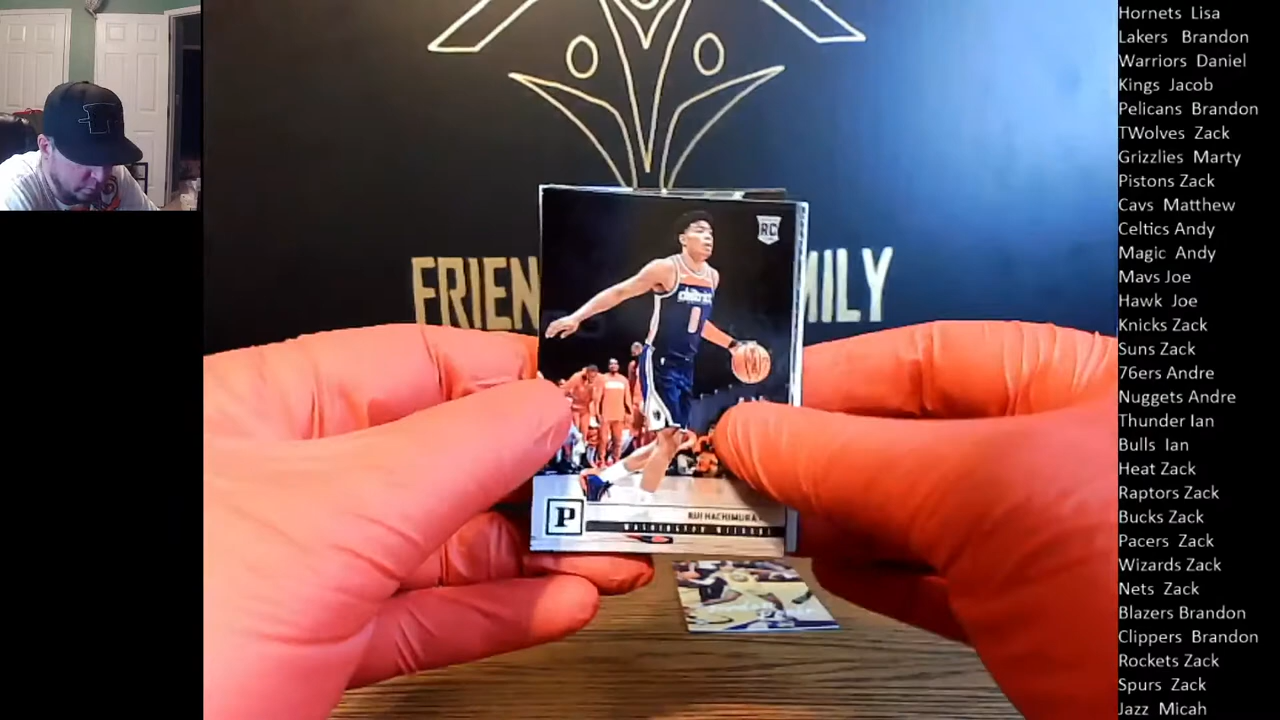 FRIEN MILY
RC
RUI HACHIMURA
WASHINGTON WIZARDS
P
Hornets Lisa
Lakers Brandon
Warriors Daniel
Kings Jacob
Pelicans Brandon
TWolves Zack
Grizzlies Marty
Pistons Zack
Cavs Matthew
Celtics Andy
Magic Andy
Mavs Joe
Hawk Joe
Knicks Zack
Suns Zack
76ers Andre
Nuggets Andre
Thunder Ian
Bulls Ian
Heat Zack
Raptors Zack
Bucks Zack
Pacers Zack
Wizards Zack
Nets Zack
Blazers Brandon
Clippers Brandon
Rockets Zack
Spurs Zack
Jazz Micah